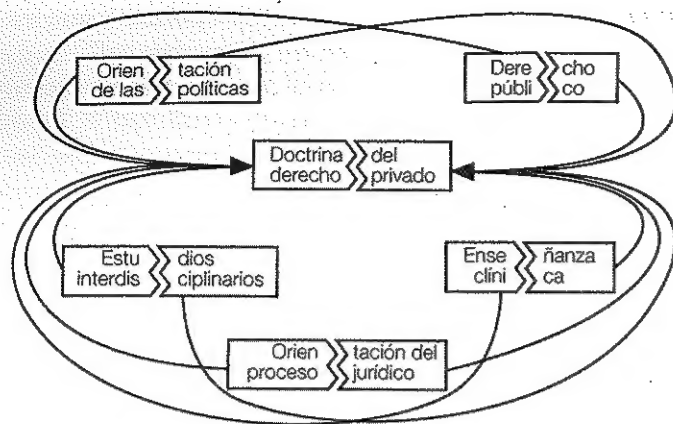 Orien tación
de las políticas
Dere cho
públi co
Doctrina del
derecho privado
Estu dios
interdis ciplinarios
Ense ñanza
clíni ca
Orien tación del
proceso jurídico